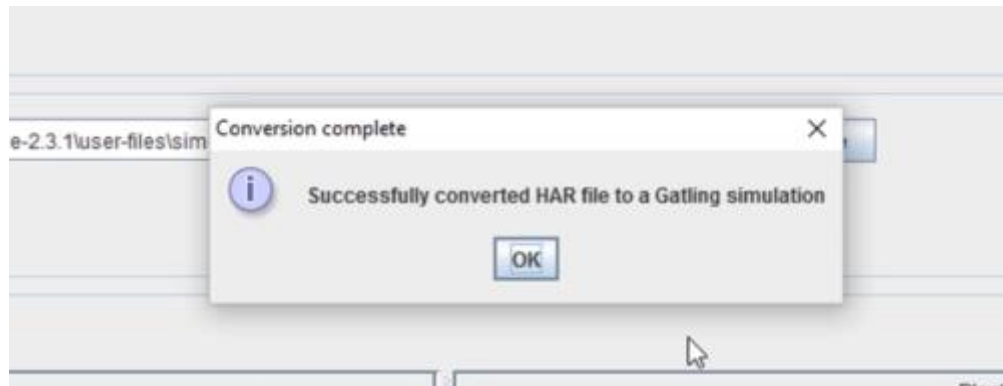 Conversion complete
e-2.3.1\user-files\sim
Successfully converted HAR file to a Gatling simulation
OK